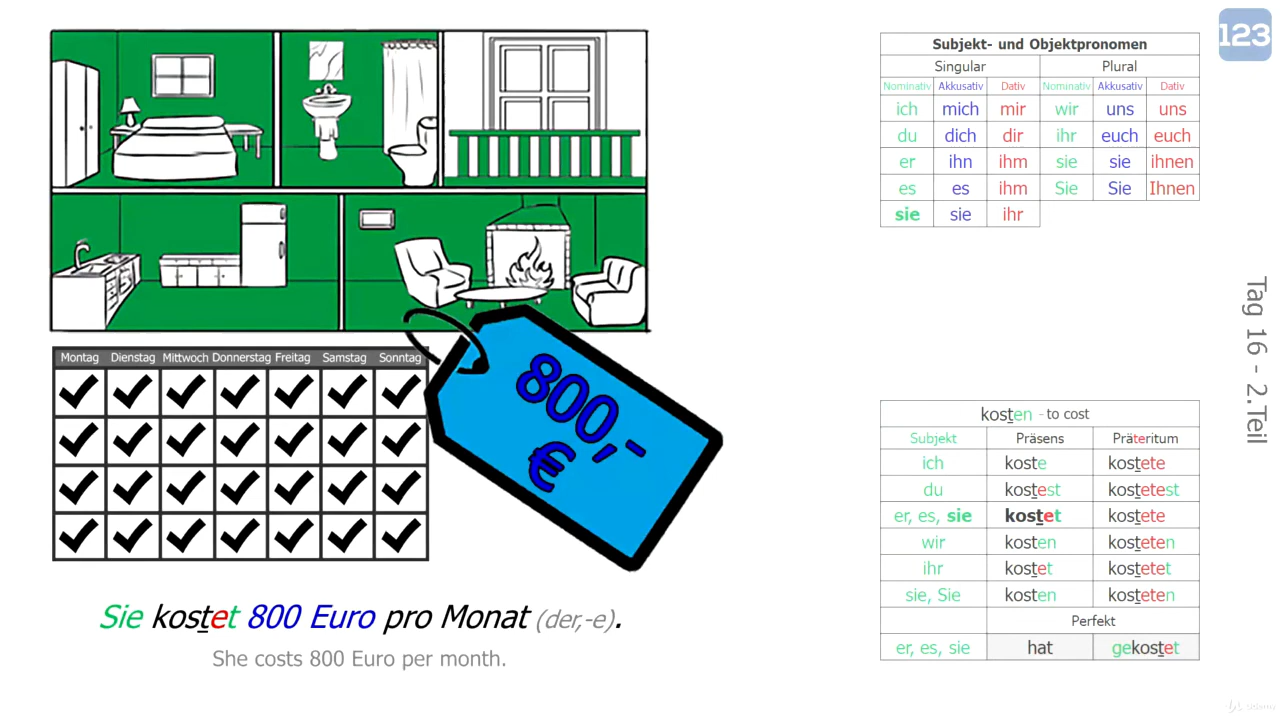 123
Subjekt- und Objektpronomen
Singular Plural
Nominativ Akkusativ Dativ Nominativ Akkusativ Dativ
ich mich mir wir uns uns
du dich dir ihr euch euch
er ihn ihm sie sie ihnen
es es ihm Sie Sie Ihnen
sie sie ihr
Tag 16 - 2.Teil
Montag Dienstag Mittwoch Donnerstag Freitag Samstag Sonntag
800,-
€
kosten - to cost
Subjekt Präsens Präteritum
ich koste kostete
du kostest kostetest
er, es, sie kostet kostete
wir kosten kosteten
ihr kostet kostetet
sie, Sie kosten kosteten
Perfekt
er, es, sie hat gekostet
Sie kostet 800 Euro pro Monat (der,-e).
She costs 800 Euro per month.
Udemy